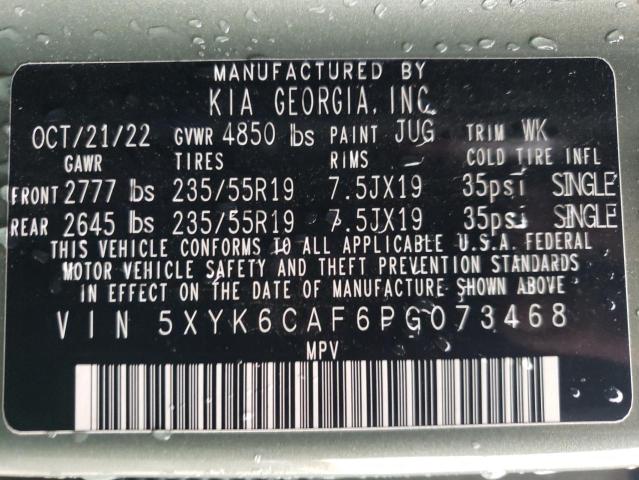 MANUFACTURED BY
KIA GEORGIA, INC.
OCT/21/22 GVWR 4850 lbs PAINT JUG TRIM WK
GAWR TIRES RIMS COLD TIRE INFL
FRONT 2777 lbs 235/55R19 7.5JX19 35psi SINGLE
REAR 2645 lbs 235/55R19 7.5JX19 35psi SINGLE
THIS VEHICLE CONFORMS TO ALL APPLICABLE U.S.A. FEDERAL
MOTOR VEHICLE SAFETY AND THEFT PREVENTION STANDARDS
IN EFFECT ON THE DATE OF MANUFACTURE SHOWN ABOVE
VIN 5XYK6CAF6PG073468
MPV